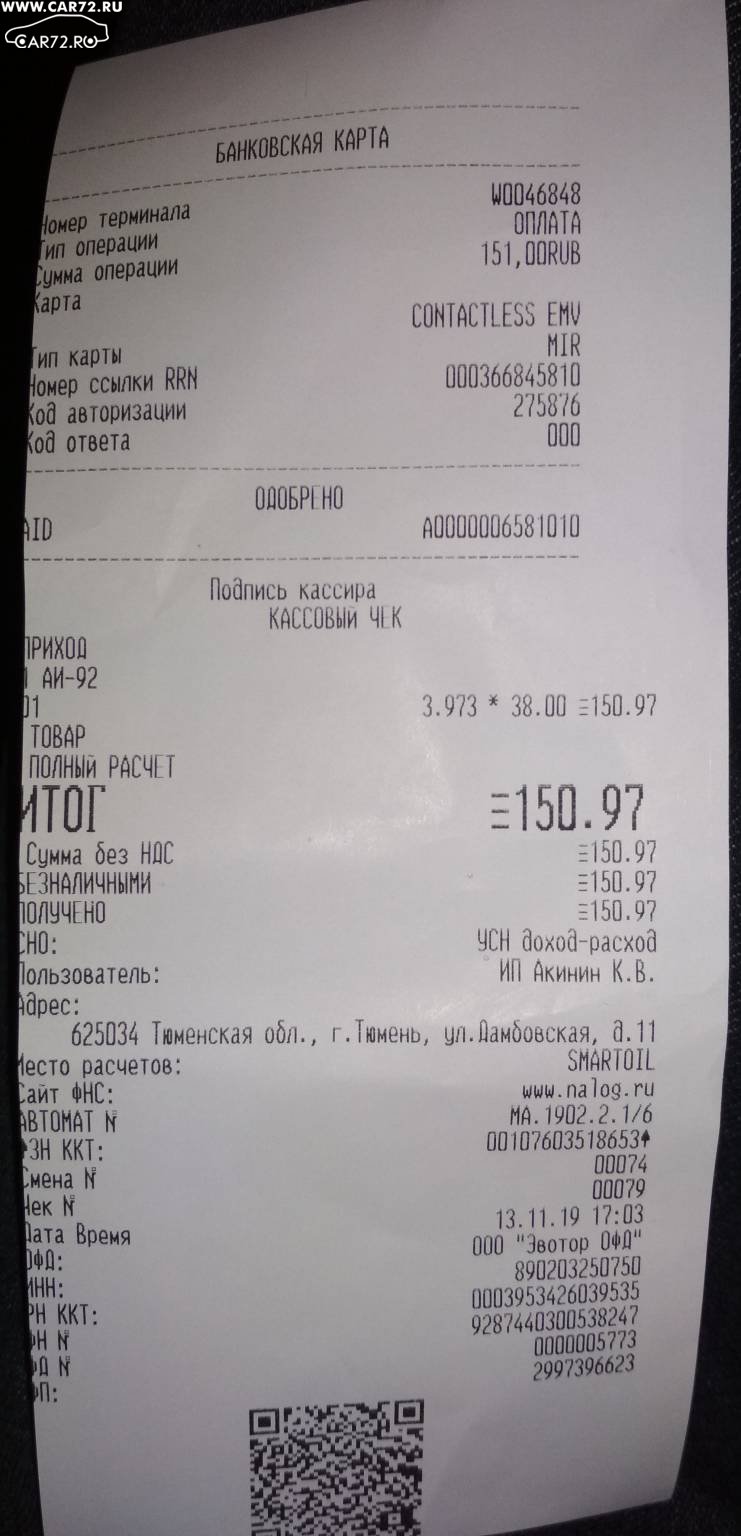 WWW.CAR72.RU
CAR72.RU
БАНКОВСКАЯ КАРТА
Номер терминала W0046848
Тип операции ОПЛАТА
Сумма операции 151,00RUB
Карта
CONTACTLESS EMV
Тип карты MIR
Номер ссылки RRN 000366845810
Код авторизации 275876
Код ответа 000
ОДОБРЕНО
AID A0000006581010
Подпись кассира
КАССОВЫЙ ЧЕК
ПРИХОД
АИ-92
01 3.973 * 38.00 =150.97
ТОВАР
ПОЛНЫЙ РАСЧЕТ
ИТОГ ≡150.97
Сумма без НДС ≡150.97
БЕЗНАЛИЧНЫМИ ≡150.97
ПОЛУЧЕНО ≡150.97
СНО: УСН доход-расход
Пользователь: ИП Акинин К.В.
Адрес:
625034 Тюменская обл., г.Тюмень, ул.Дамбовская, д.11
Место расчетов: SMARTOIL
Сайт ФНС: www.nalog.ru
АВТОМАТ № МА.1902.2.1/6
ЗН ККТ: 00107603518653
Смена № 00074
Чек № 00079
Дата Время 13.11.19 17:03
ОФД: ООО "Эвотор ОФД"
ИНН: 890203250750
РН ККТ: 0003953426039535
ФН № 9287440300538247
ФД № 0000005773
ФП: 2997396623